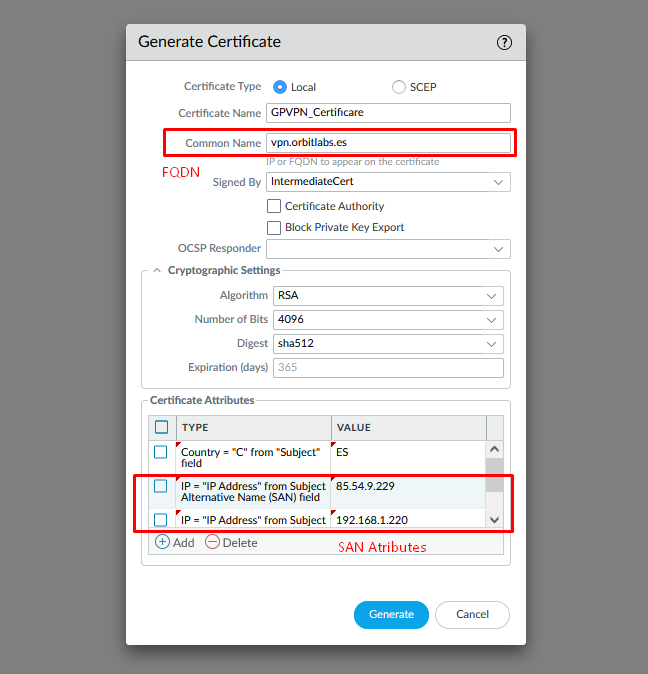 Generate Certificate
?
Certificate Type
Local
SCEP
Certificate Name GPVPN_Certificare
Common Name vpn.orbitlabs.es
IP or FQDN to appear on the certificate
FQDN
Signed By IntermediateCert
Certificate Authority
Block Private Key Export
OCSP Responder
Cryptographic Settings
Algorithm RSA
Number of Bits 4096
Digest sha512
Expiration (days) 365
Certificate Attributes
TYPE VALUE
Country = "C" from "Subject" ES
field
IP = "IP Address" from Subject 85.54.9.229
Alternative Name (SAN) field
IP = "IP Address" from Subject 192.168.1.220
Add Delete
SAN Atributes
Generate Cancel